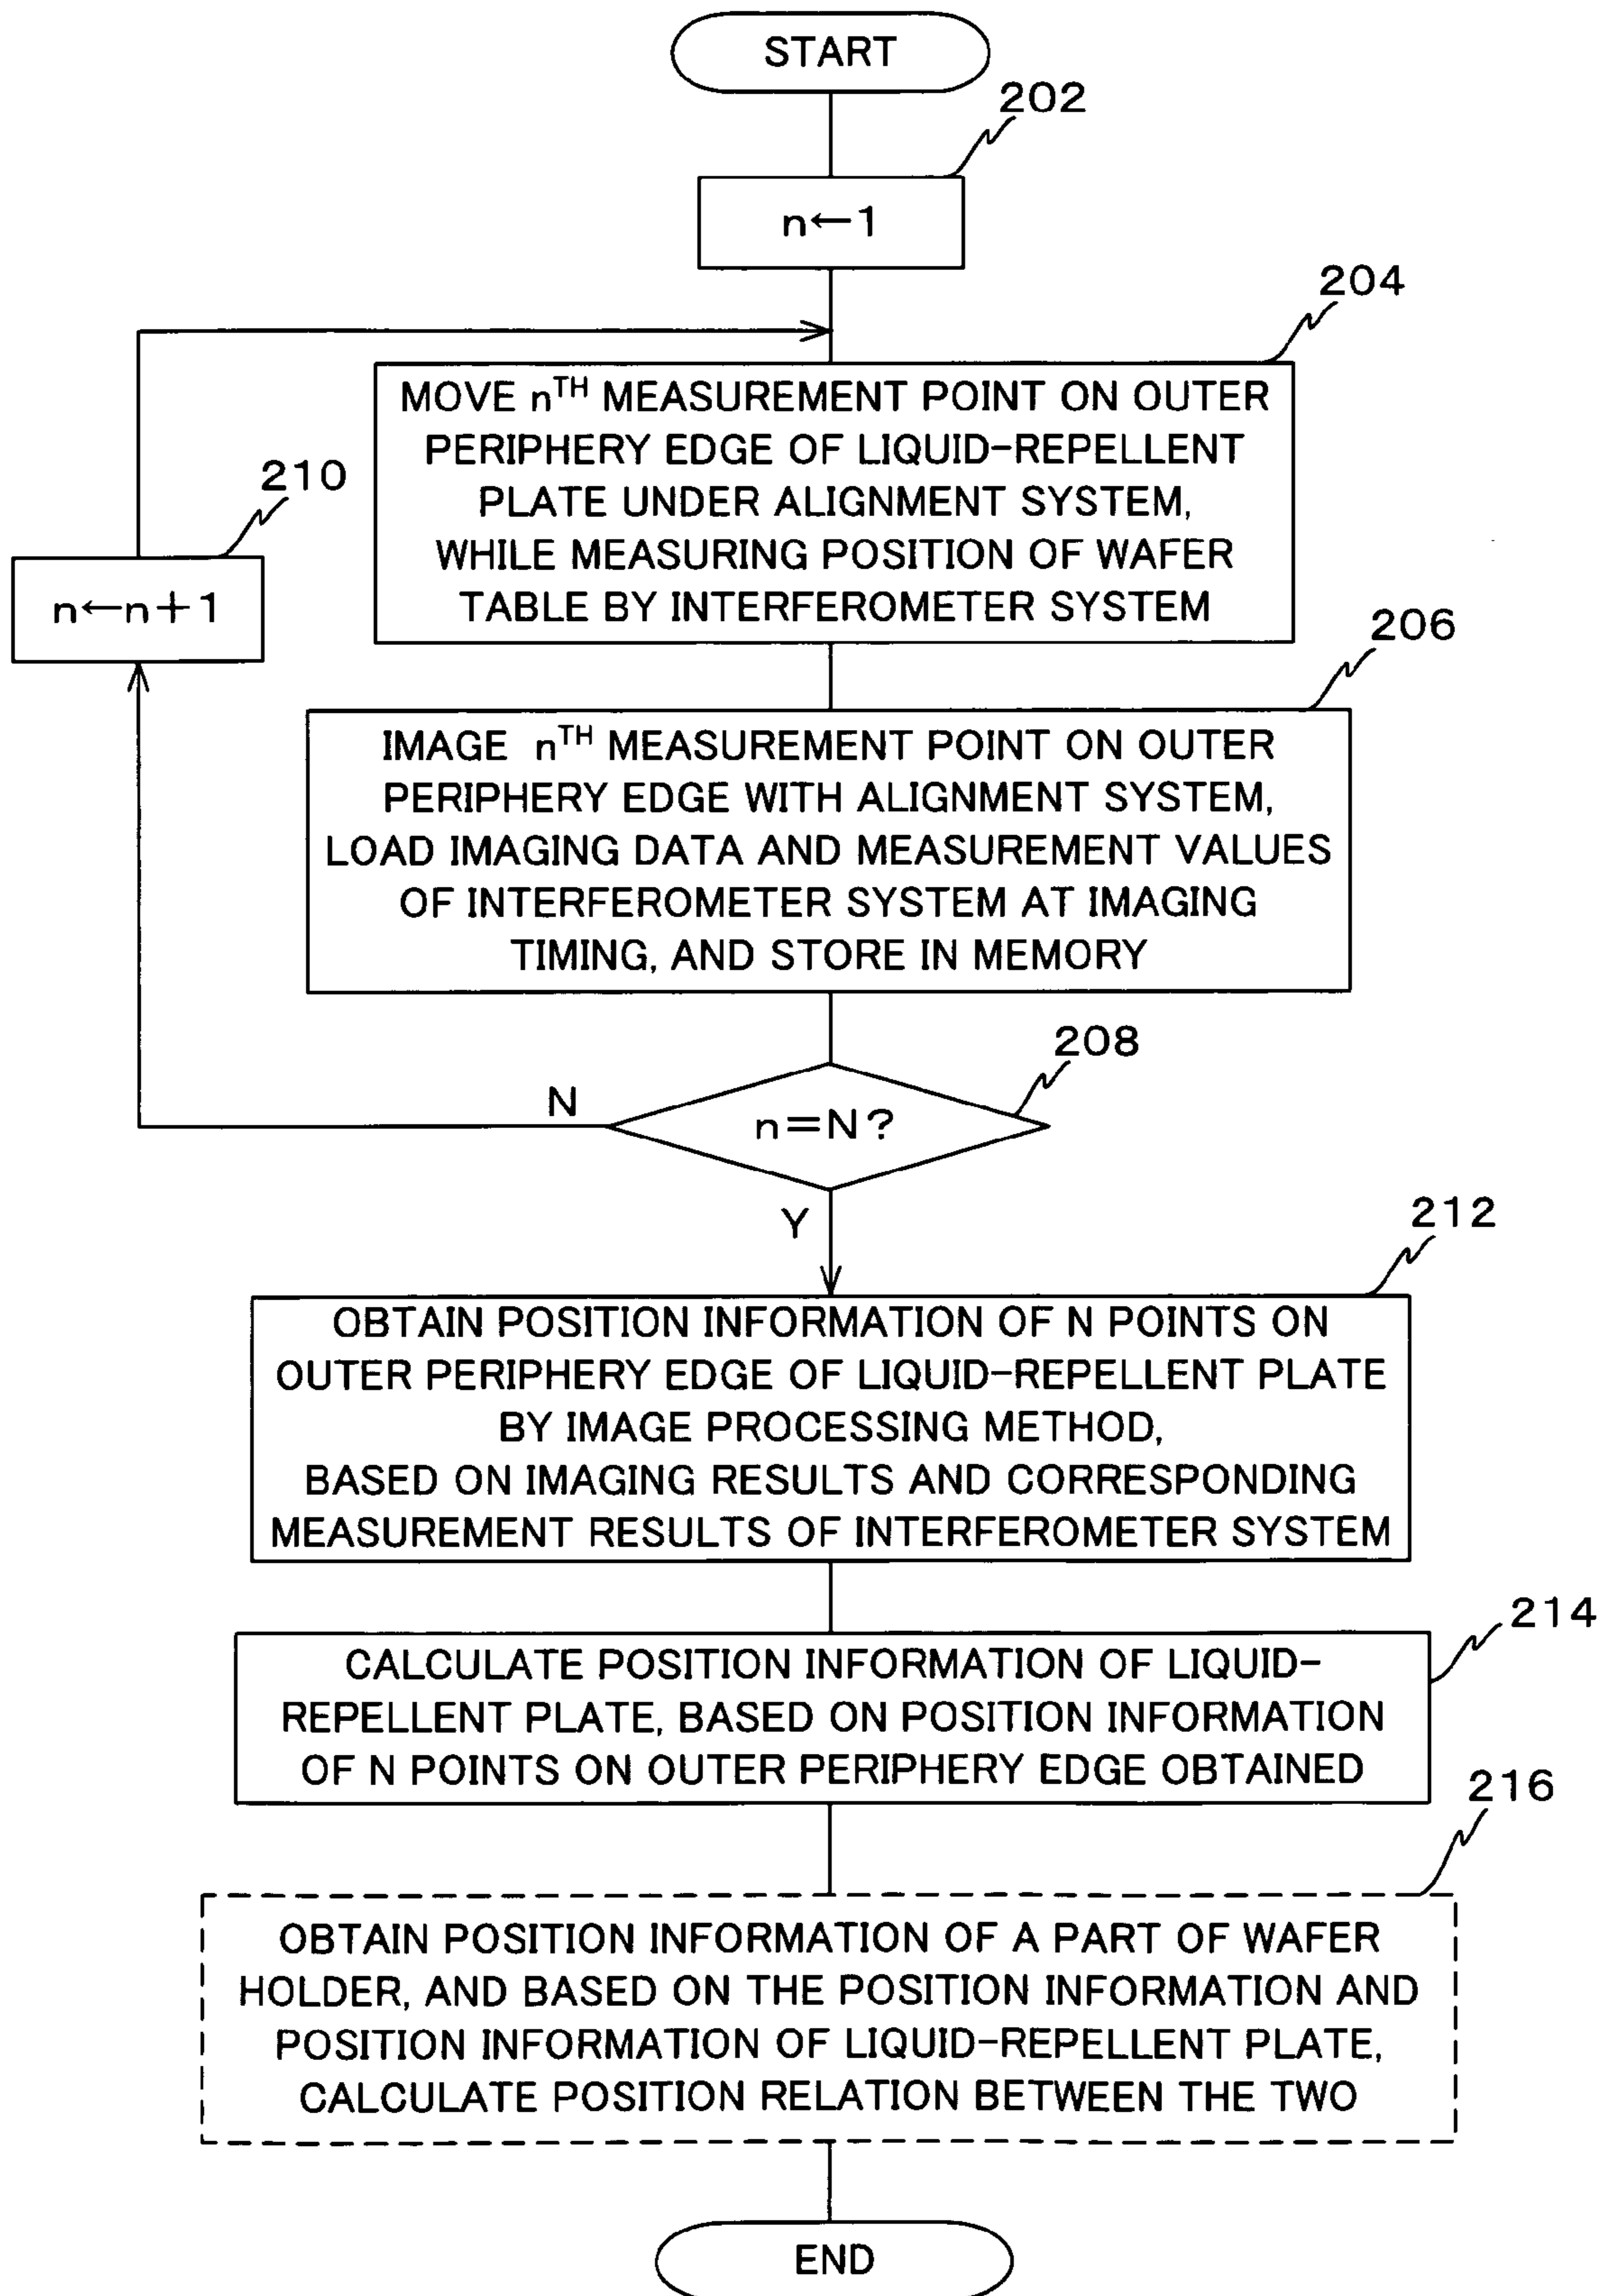 START
202
n←1
204
MOVE nTH MEASUREMENT POINT ON OUTER
PERIPHERY EDGE OF LIQUID-REPELLENT
PLATE UNDER ALIGNMENT SYSTEM,
WHILE MEASURING POSITION OF WAFER
TABLE BY INTERFEROMETER SYSTEM
210
n←n+1
206
IMAGE nTH MEASUREMENT POINT ON OUTER
PERIPHERY EDGE WITH ALIGNMENT SYSTEM,
LOAD IMAGING DATA AND MEASUREMENT VALUES
OF INTERFEROMETER SYSTEM AT IMAGING
TIMING, AND STORE IN MEMORY
208
N
n=N?
Y
212
OBTAIN POSITION INFORMATION OF N POINTS ON
OUTER PERIPHERY EDGE OF LIQUID-REPELLENT PLATE
BY IMAGE PROCESSING METHOD,
BASED ON IMAGING RESULTS AND CORRESPONDING
MEASUREMENT RESULTS OF INTERFEROMETER SYSTEM
214
CALCULATE POSITION INFORMATION OF LIQUID-
REPELLENT PLATE, BASED ON POSITION INFORMATION
OF N POINTS ON OUTER PERIPHERY EDGE OBTAINED
216
OBTAIN POSITION INFORMATION OF A PART OF WAFER
HOLDER, AND BASED ON THE POSITION INFORMATION AND
POSITION INFORMATION OF LIQUID-REPELLENT PLATE,
CALCULATE POSITION RELATION BETWEEN THE TWO
END